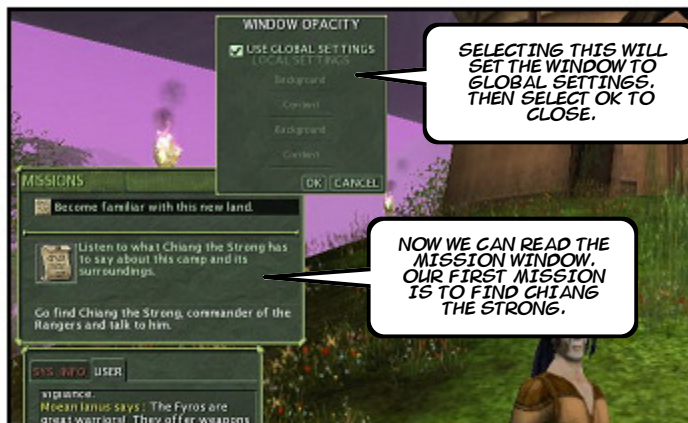 WINDOW OPACITY
USE GLOBAL SETTINGS
LOCAL SETTINGS
Background
Content
Background
Content
OK CANCEL
SELECTING THIS WILL
SET THE WINDOW TO
GLOBAL SETTINGS.
THEN SELECT OK TO
CLOSE.
MISSIONS
Become familiar with this new land.
Listen to what Chiang the Strong has
to say about this camp and its
surroundings.
Go find Chiang the Strong, commander of the
Rangers and talk to him.
NOW WE CAN READ THE
MISSION WINDOW.
OUR FIRST MISSION
IS TO FIND CHIANG
THE STRONG.
SYS. INFO USER
vigilance.
Moean Ianus says : The Fyros are
great warriors! They offer weapons